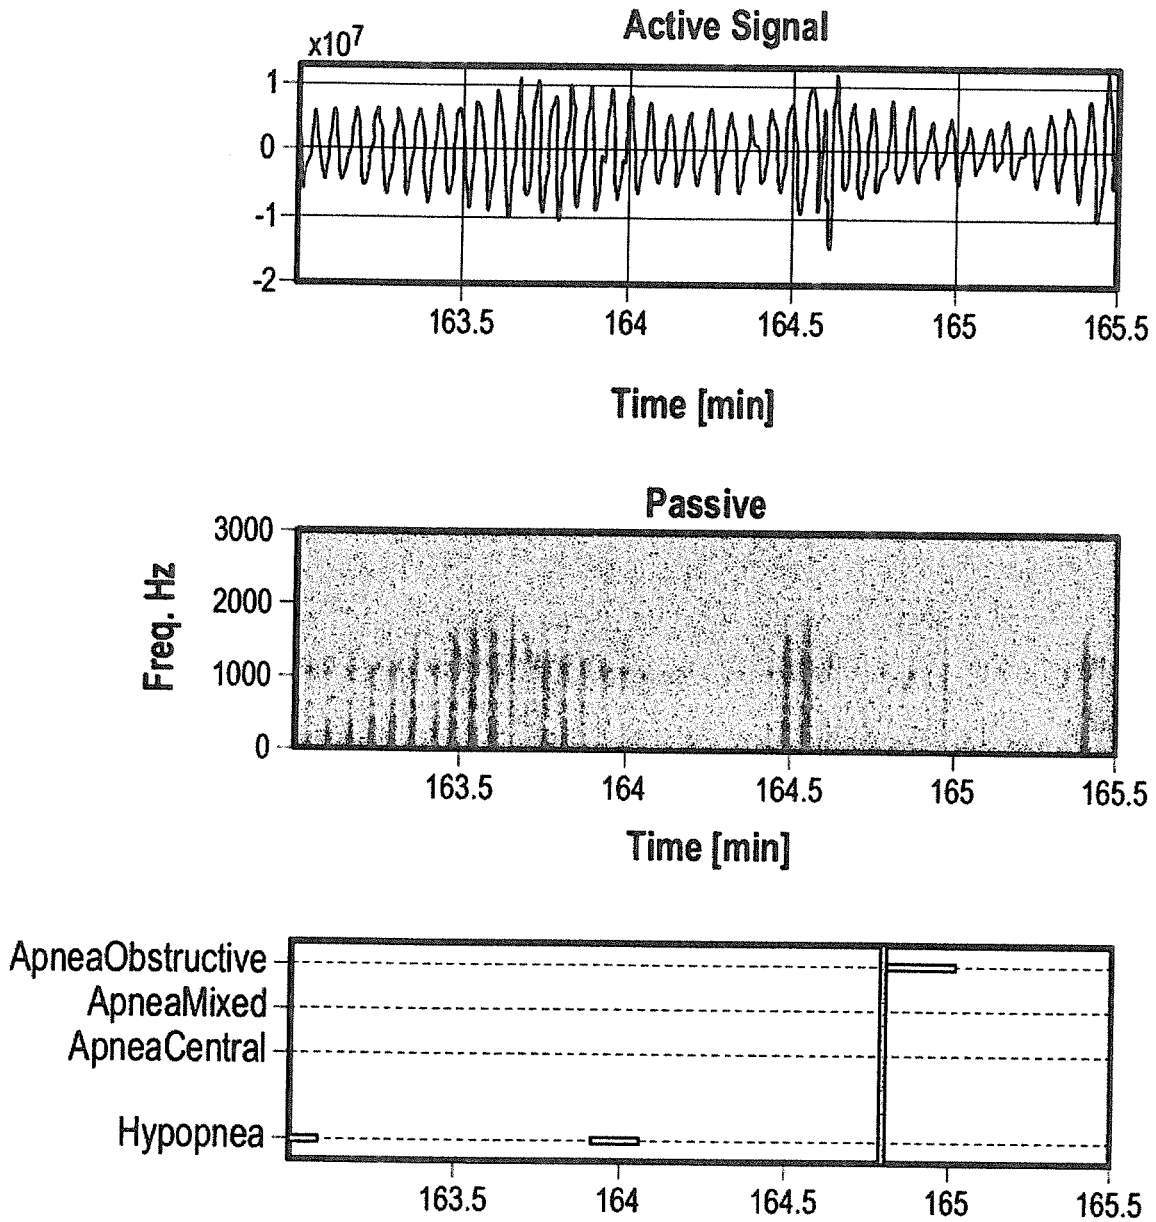 Active Signal
x10⁷
1
0
-1
-2
163.5 164 164.5 165 165.5
Time [min]
Passive
Freq. Hz
3000
2000
1000
0
163.5 164 164.5 165 165.5
Time [min]
ApneaObstructive
ApneaMixed
ApneaCentral
Hypopnea
163.5 164 164.5 165 165.5